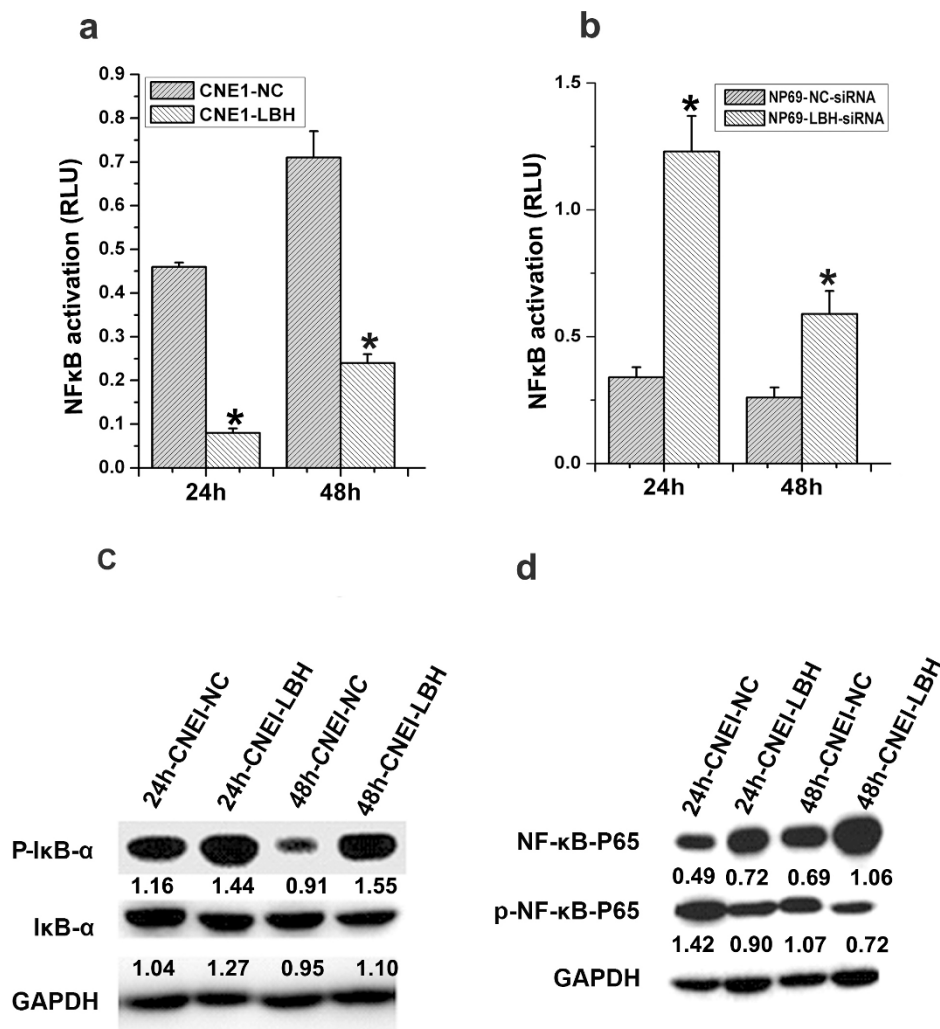 a
0.9
0.8
0.7
0.6
0.5
0.4
0.3
0.2
0.1
0.0
NFκB activation (RLU)
CNE1-NC
CNE1-LBH
*
*
24h
48h
b
1.5
1.0
0.5
0.0
NFκB activation (RLU)
NP69-NC-siRNA
NP69-LBH-siRNA
*
*
24h
48h
c
24h-CNEI-NC
24h-CNEI-LBH
48h-CNEI-NC
48h-CNEI-LBH
P-IκB-α
1.16 1.44 0.91 1.55
IκB-α
1.04 1.27 0.95 1.10
GAPDH
d
24h-CNEI-NC
24h-CNEI-LBH
48h-CNEI-NC
48h-CNEI-LBH
NF-κB-P65
0.49 0.72 0.69 1.06
p-NF-κB-P65
1.42 0.90 1.07 0.72
GAPDH